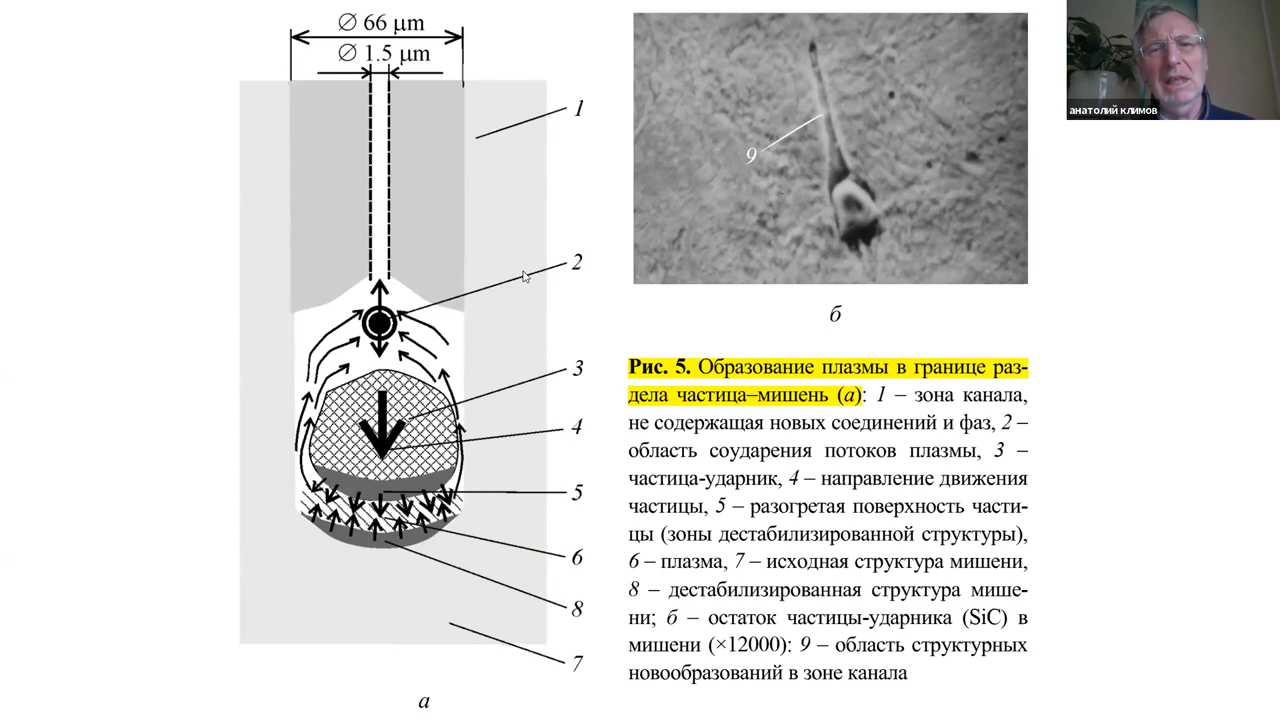 ∅ 66 μm
∅ 1.5 μm
1
2
3
4
5
6
8
7
а
9
б
анатолий климов
Рис. 5. Образование плазмы в границе раз-
дела частица–мишень (а): 1 – зона канала,
не содержащая новых соединений и фаз, 2 –
область соударения потоков плазмы, 3 –
частица-ударник, 4 – направление движения
частицы, 5 – разогретая поверхность части-
цы (зоны дестабилизированной структуры),
6 – плазма, 7 – исходная структура мишени,
8 – дестабилизированная структура мише-
ни; б – остаток частицы-ударника (SiC) в
мишени (×12000): 9 – область структурных
новообразований в зоне канала